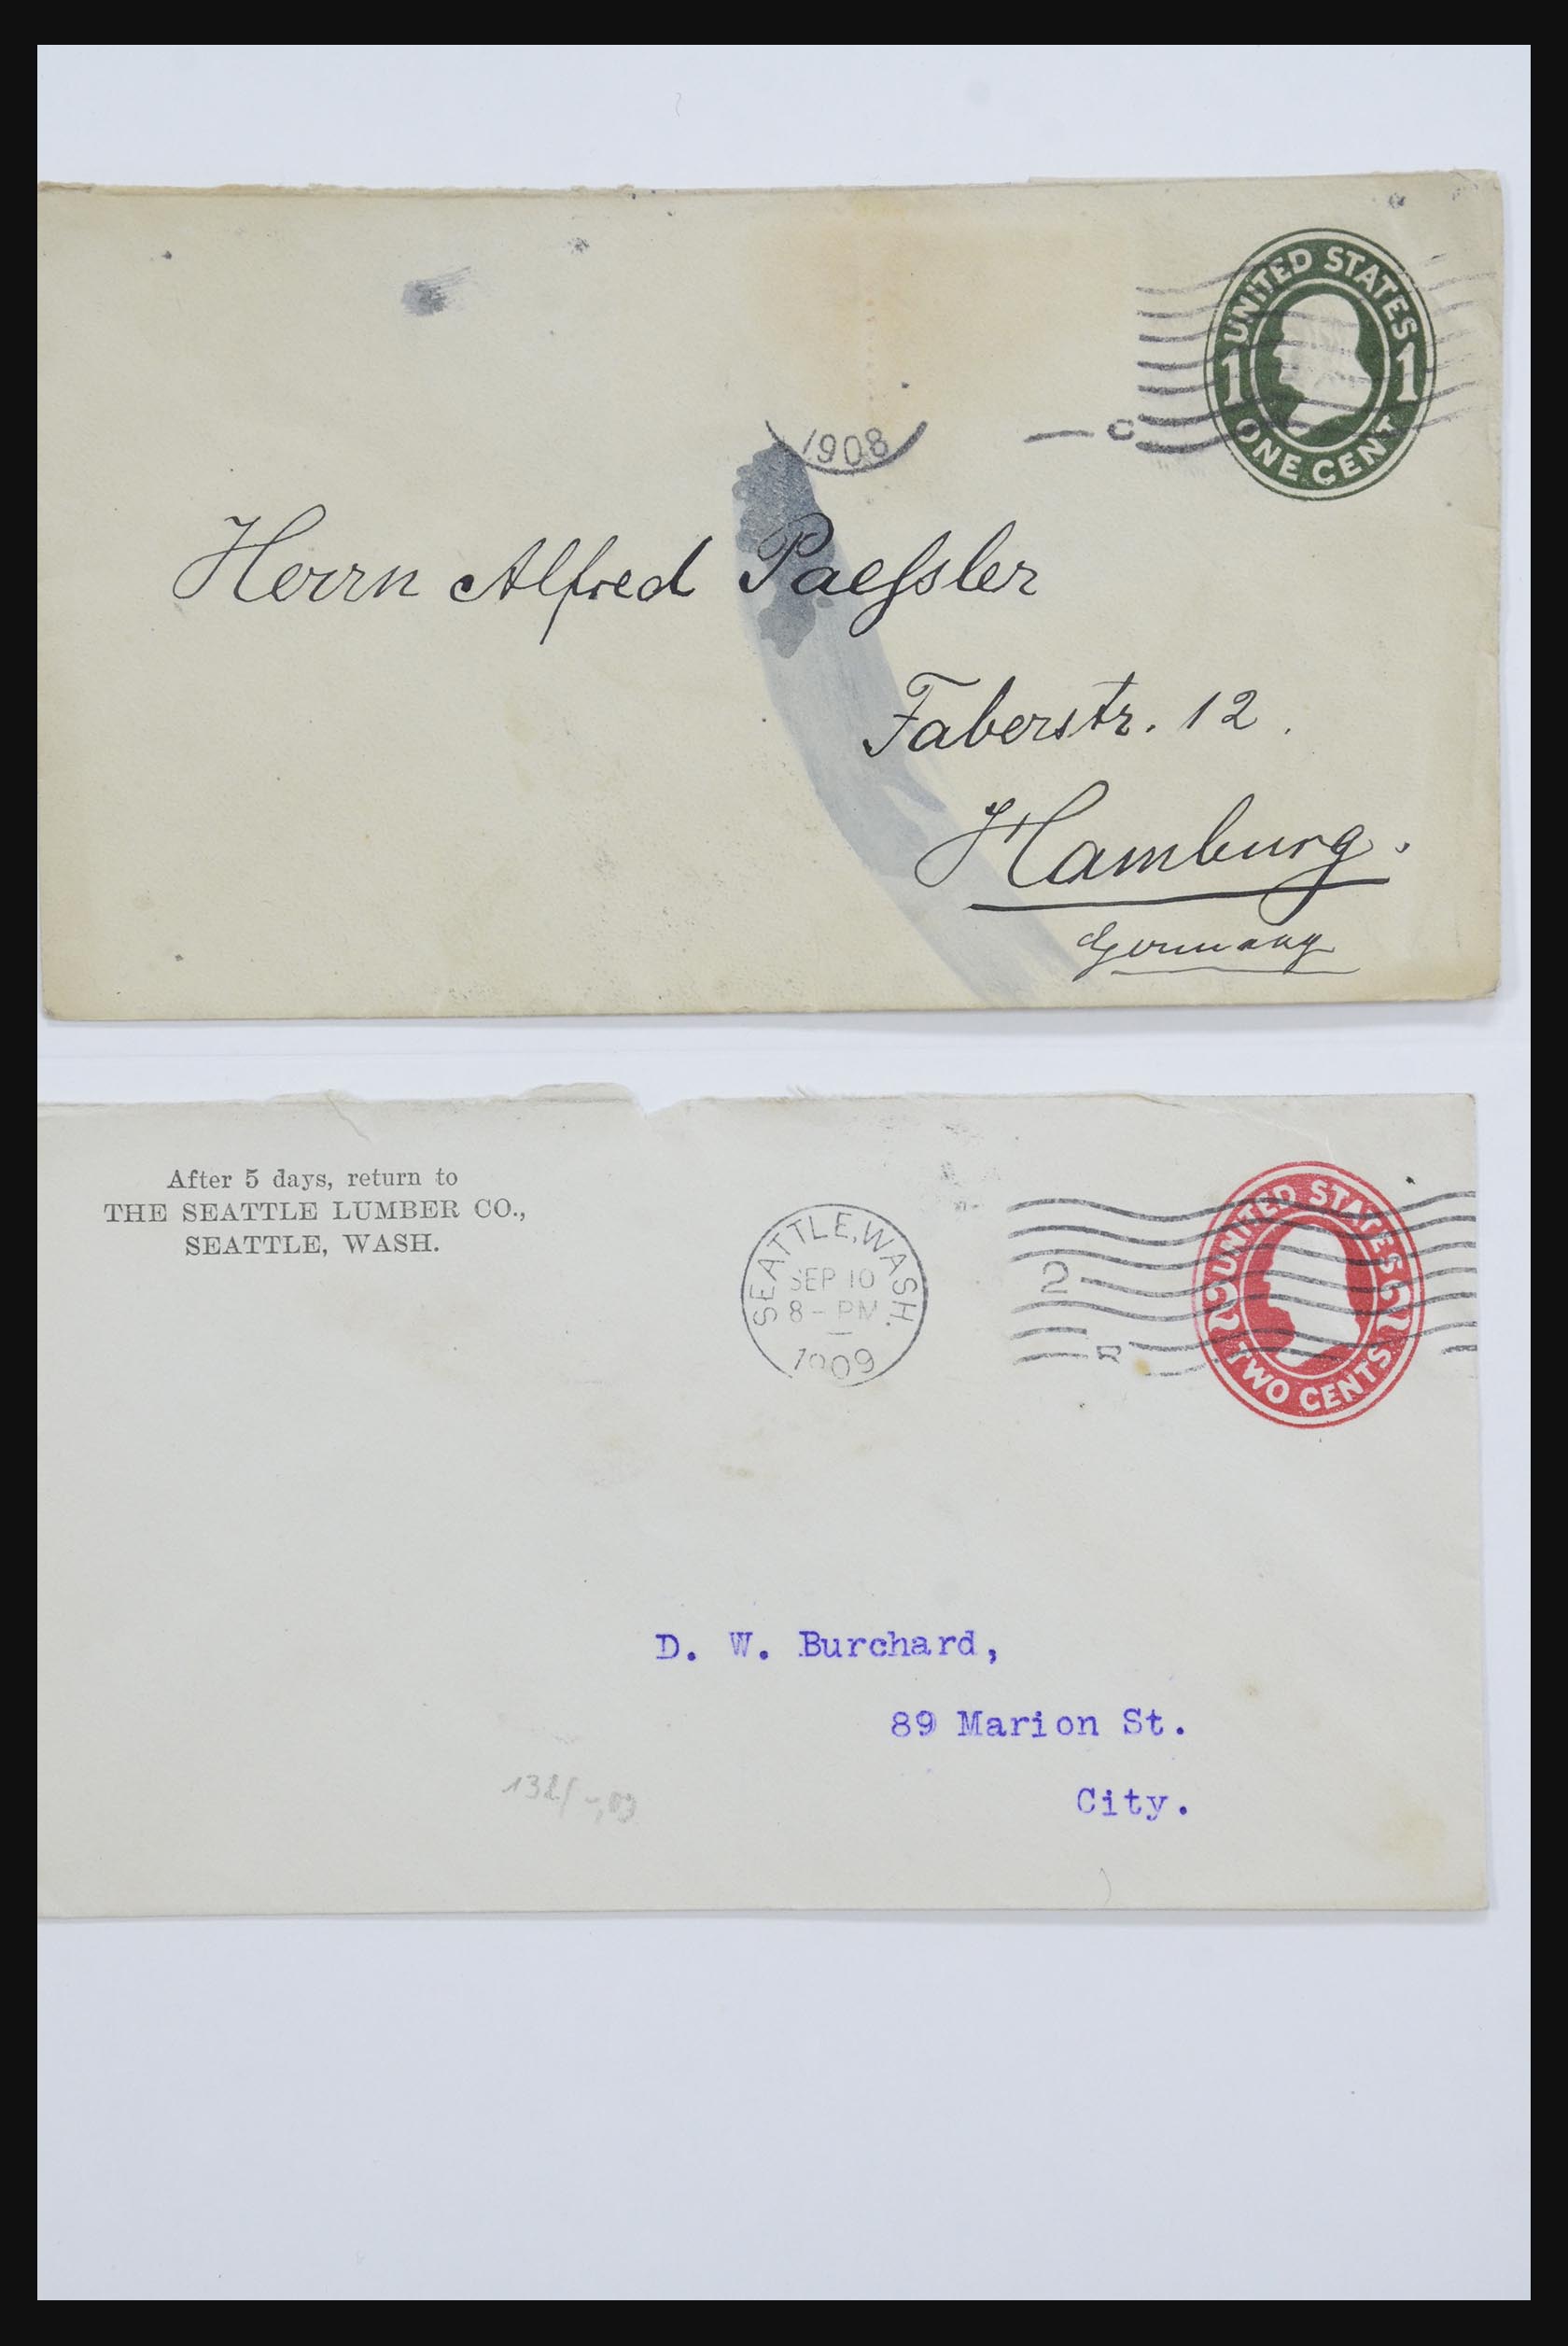 UNITED STATES
1 1
ONE CENT
1908
C
Herrn Alfred Paeſsler
Faberstr. 12.
Hamburg.
Germany
After 5 days, return to
THE SEATTLE LUMBER CO.,
SEATTLE, WASH.
SEATTLE, WASH.
SEP 10
8- PM
1909
2
R
UNITED STATES
2 2
TWO CENTS
D. W. Burchard,
89 Marion St.
City.